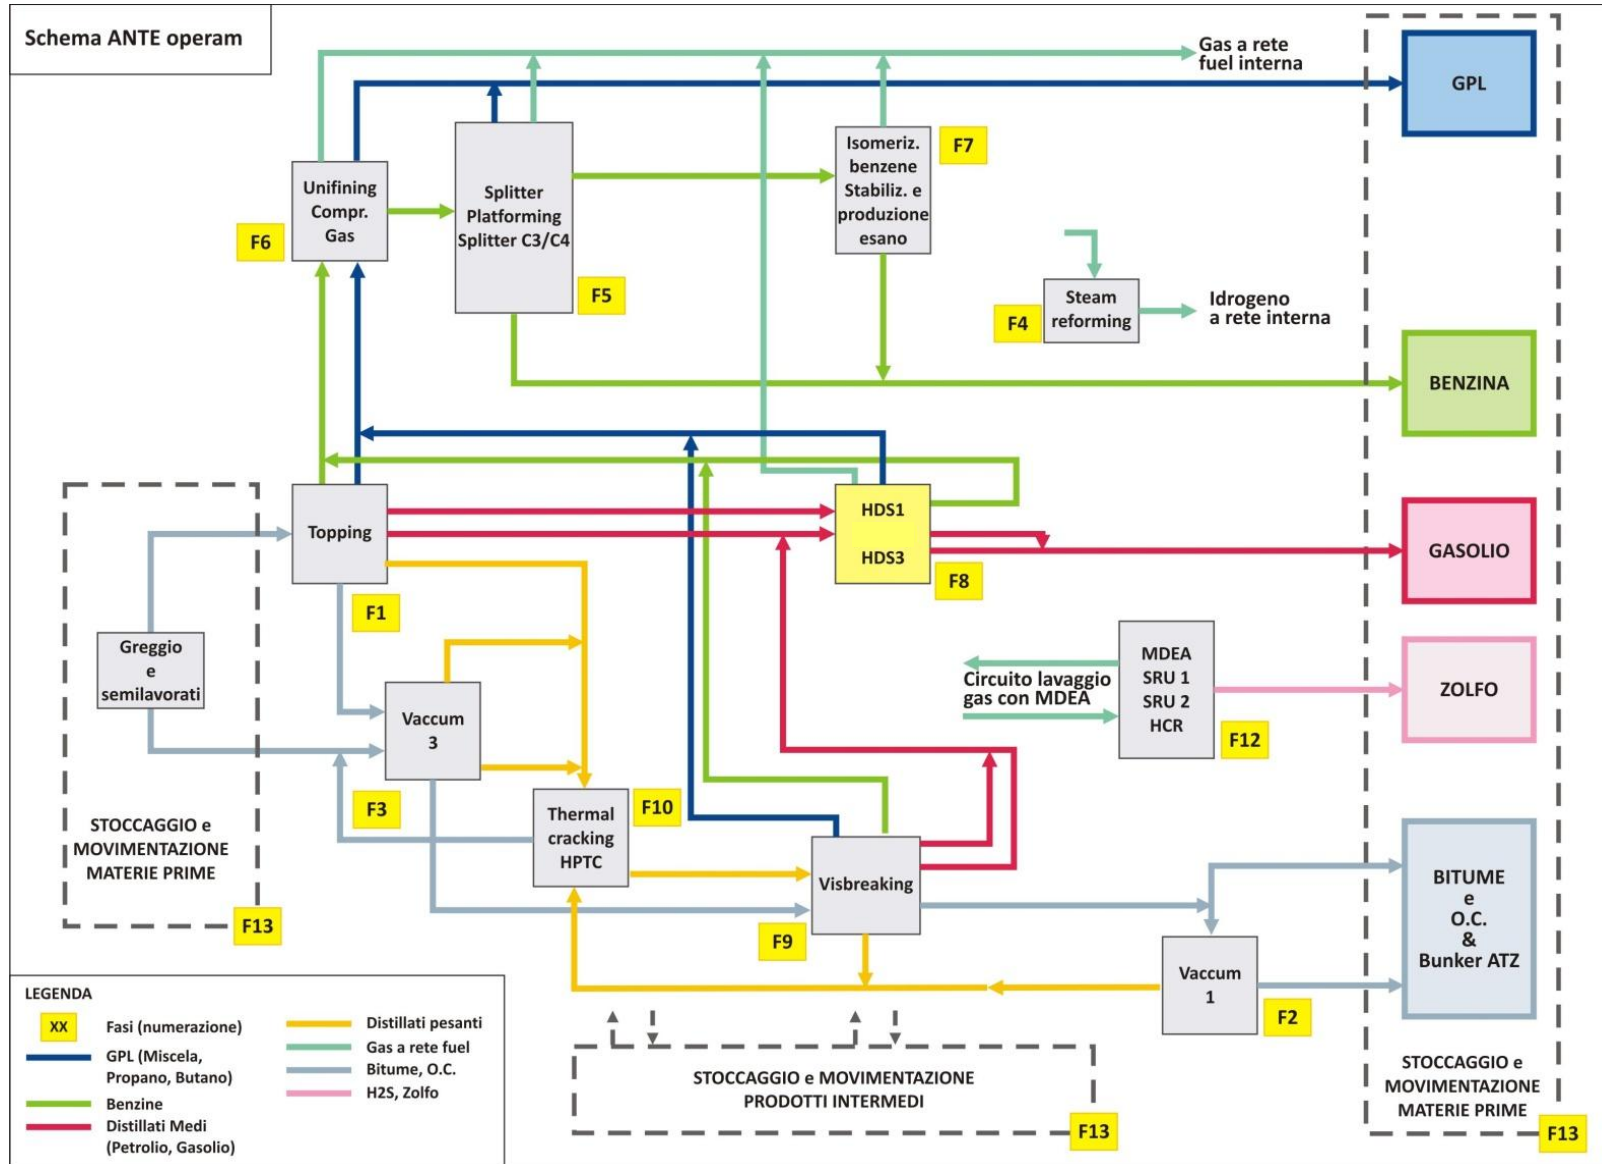 Schema ANTE operam
Gas a rete
fuel interna
GPL
Isomeriz.
benzene
Stabiliz. e
produzione
esano
F7
Unifining
Compr.
Gas
F6
Splitter
Platforming
Splitter C3/C4
F5
Steam
reforming
F4
Idrogeno
a rete interna
BENZINA
Topping
F1
HDS1
HDS3
F8
GASOLIO
Greggio
e
semilavorati
Vaccum
3
F3
MDEA
SRU 1
SRU 2
HCR
F12
Circuito lavaggio
gas con MDEA
ZOLFO
STOCCAGGIO e
MOVIMENTAZIONE
MATERIE PRIME
F13
Thermal
cracking
HPTC
F10
Visbreaking
F9
BITUME
e
O.C.
&
Bunker ATZ
Vaccum
1
F2
LEGENDA
XX
Fasi (numerazione)
GPL (Miscela,
Propano, Butano)
Benzine
Distillati Medi
(Petrolio, Gasolio)
Distillati pesanti
Gas a rete fuel
Bitume, O.C.
H2S, Zolfo
STOCCAGGIO e MOVIMENTAZIONE
PRODOTTI INTERMEDI
F13
STOCCAGGIO e
MOVIMENTAZIONE
MATERIE PRIME
F13